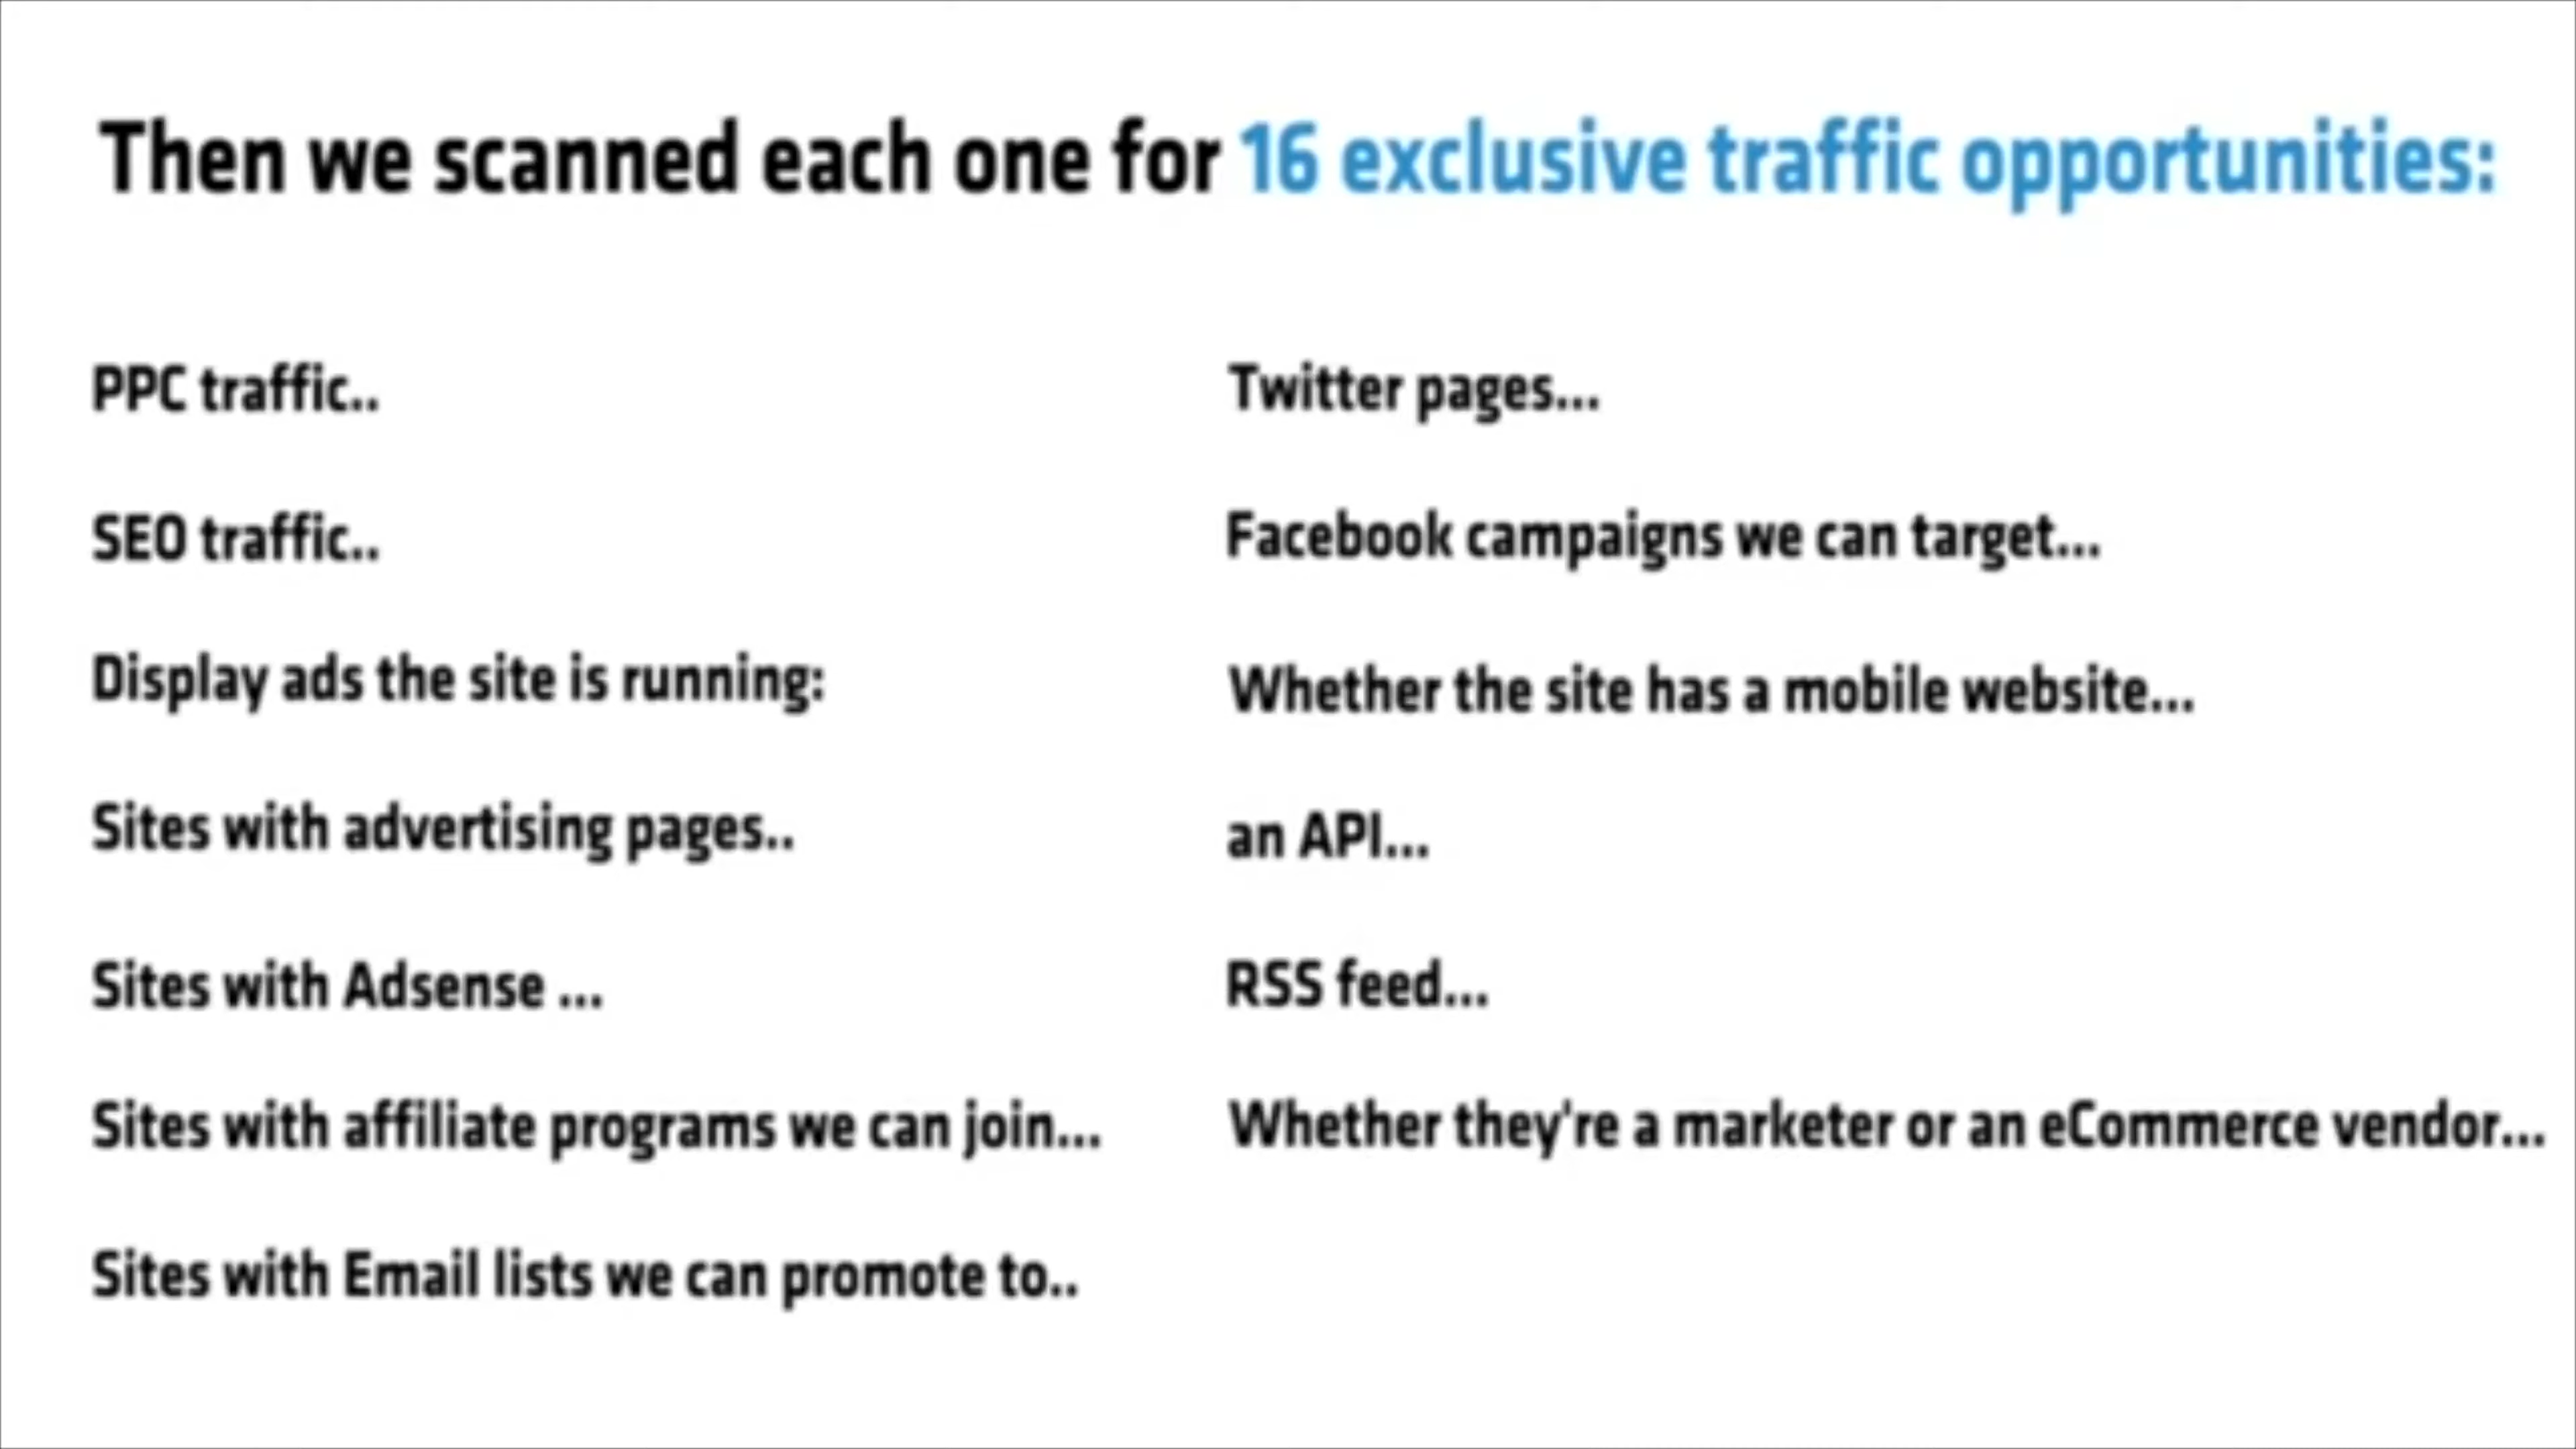 Then we scanned each one for 16 exclusive traffic opportunities:
PPC traffic..
SEO traffic..
Display ads the site is running:
Sites with advertising pages..
Sites with Adsense ...
Sites with affiliate programs we can join...
Sites with Email lists we can promote to..
Twitter pages...
Facebook campaigns we can target...
Whether the site has a mobile website...
an API...
RSS feed...
Whether they're a marketer or an eCommerce vendor...